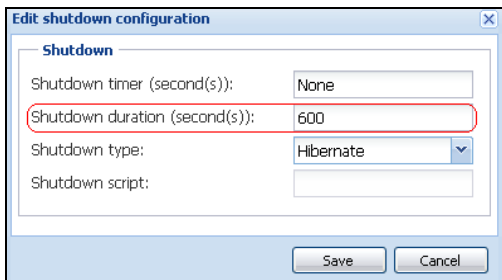 Edit shutdown configuration
Shutdown
Shutdown timer (second(s)): None
Shutdown duration (second(s)): 600
Shutdown type: Hibernate
Shutdown script:
Save Cancel